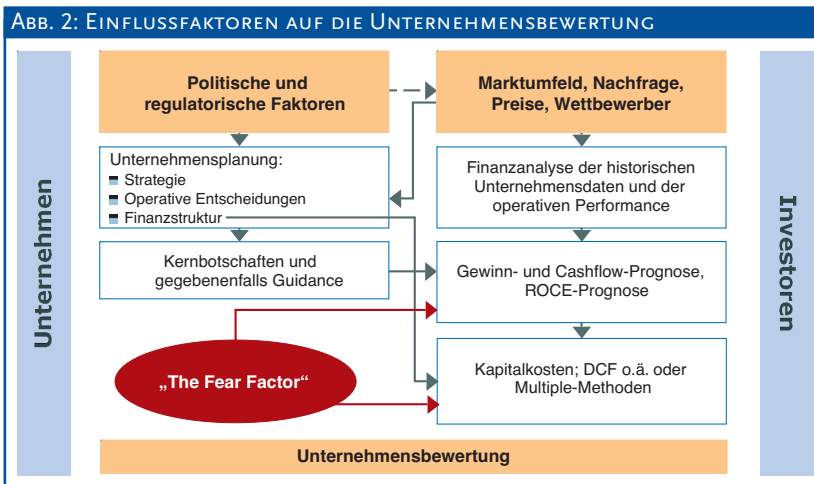 Abb. 2: Einflussfaktoren auf die Unternehmensbewertung
Unternehmen
Politische und
regulatorische Faktoren
Unternehmensplanung:
Strategie
Operative Entscheidungen
Finanzstruktur
Kernbotschaften und
gegebenenfalls Guidance
„The Fear Factor“
Marktumfeld, Nachfrage,
Preise, Wettbewerber
Finanzanalyse der historischen
Unternehmensdaten und der
operativen Performance
Gewinn- und Cashflow-Prognose,
ROCE-Prognose
Kapitalkosten; DCF o.ä. oder
Multiple-Methoden
Investoren
Unternehmensbewertung